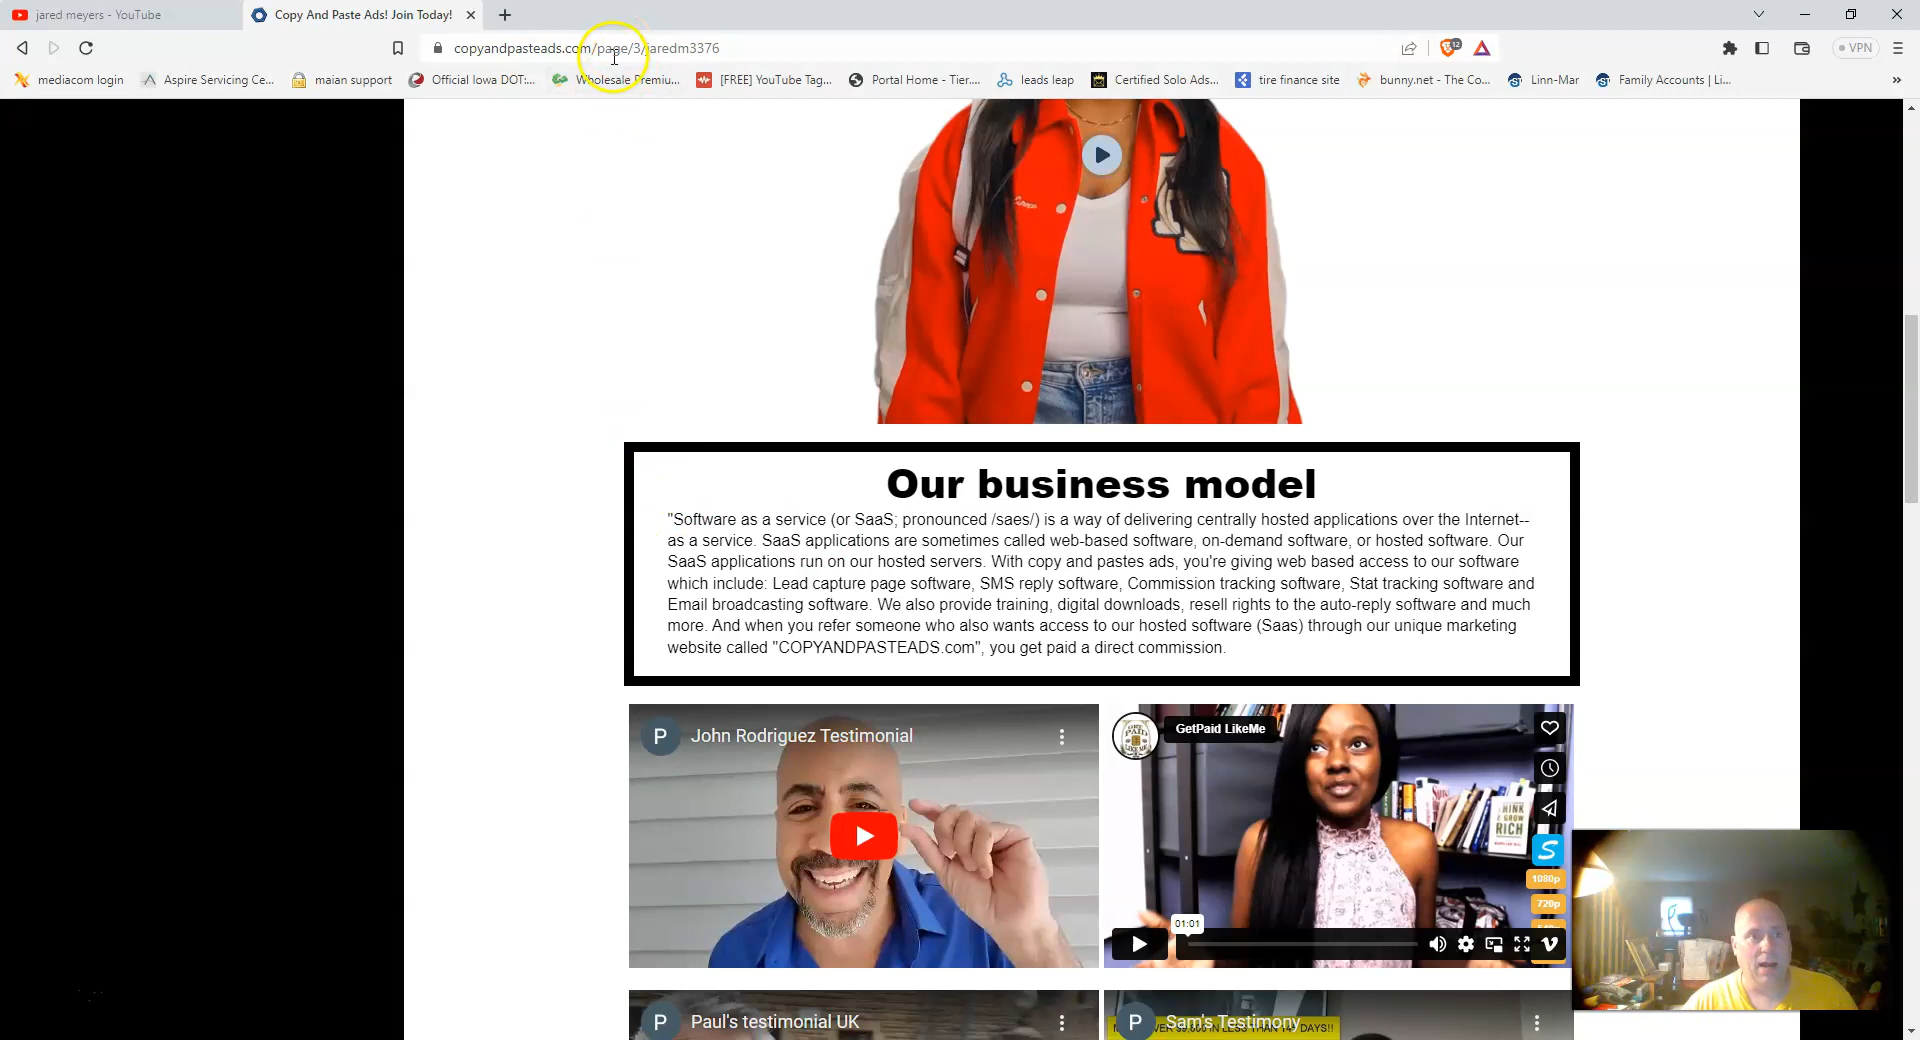 jared meyers - YouTube
Copy And Paste Ads! Join Today!
copyandpasteads.com/page/3/jaredm3376
12
VPN
mediacom login
Aspire Servicing Ce...
maian support
Official Iowa DOT:...
Wholesale Premiu...
[FREE] YouTube Tag...
Portal Home - Tier....
leads leap
Certified Solo Ads...
tire finance site
bunny.net - The Co...
Linn-Mar
Family Accounts | Li...
Our business model
"Software as a service (or SaaS; pronounced /saes/) is a way of delivering centrally hosted applications over the Internet--
as a service. SaaS applications are sometimes called web-based software, on-demand software, or hosted software. Our
SaaS applications run on our hosted servers. With copy and pastes ads, you're giving web based access to our software
which include: Lead capture page software, SMS reply software, Commission tracking software, Stat tracking software and
Email broadcasting software. We also provide training, digital downloads, resell rights to the auto-reply software and much
more. And when you refer someone who also wants access to our hosted software (Saas) through our unique marketing
website called "COPYANDPASTEADS.com", you get paid a direct commission.
P
John Rodriguez Testimonial
GET PAID
LIKE ME
GetPaid LikeMe
THINK
& GROW
RICH
S
1080p
720p
01:01
P
Paul's testimonial UK
P
Sam's Testimony